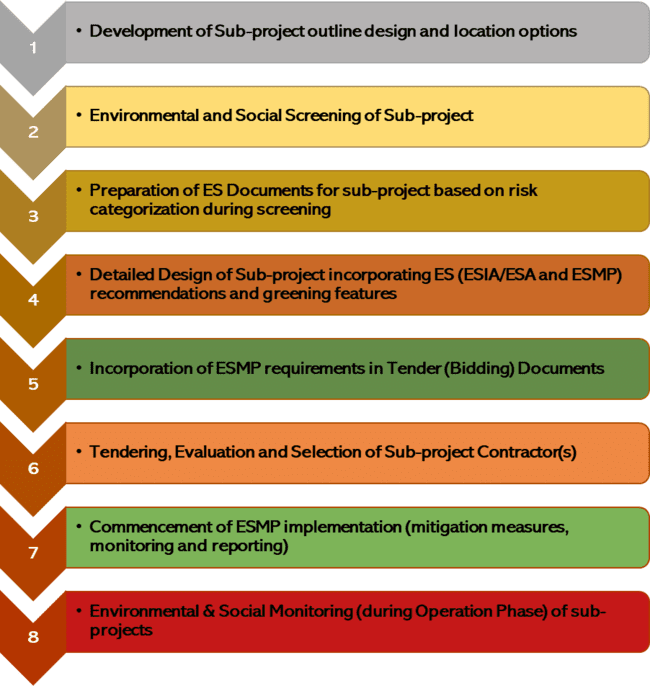 1
• Development of Sub-project outline design and location options
2
• Environmental and Social Screening of Sub-project
3
• Preparation of ES Documents for sub-project based on risk
categorization during screening
4
• Detailed Design of Sub-project incorporating ES (ESIA/ESA and ESMP)
recommendations and greening features
5
• Incorporation of ESMP requirements in Tender (Bidding) Documents
6
• Tendering, Evaluation and Selection of Sub-project Contractor(s)
7
• Commencement of ESMP implementation (mitigation measures,
monitoring and reporting)
8
• Environmental & Social Monitoring (during Operation Phase) of sub-
projects